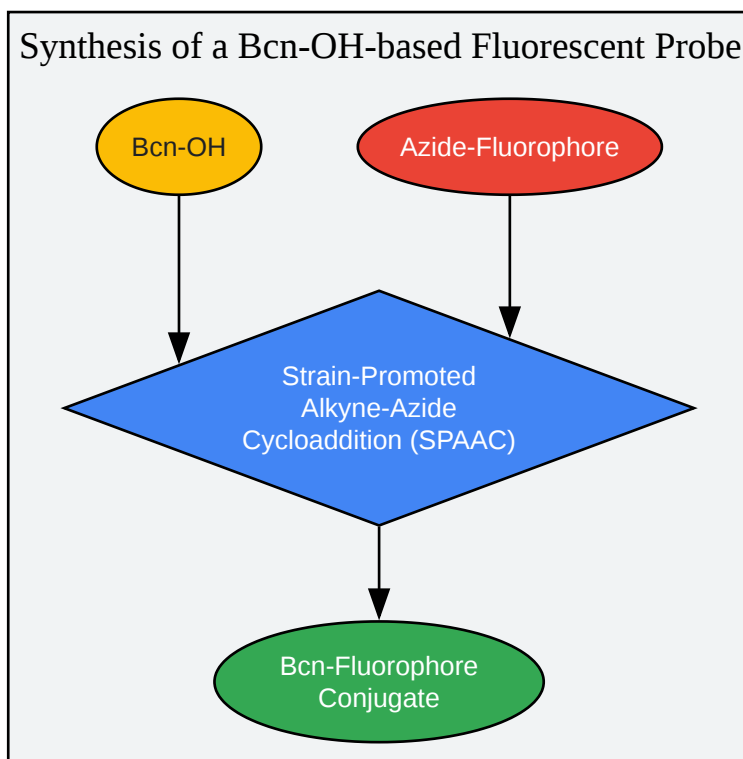 Synthesis of a Bcn-OH-based Fluorescent Probe
Bcn-OH
Azide-Fluorophore
Strain-Promoted
Alkyne-Azide
Cycloaddition (SPAAC)
Bcn-Fluorophore
Conjugate